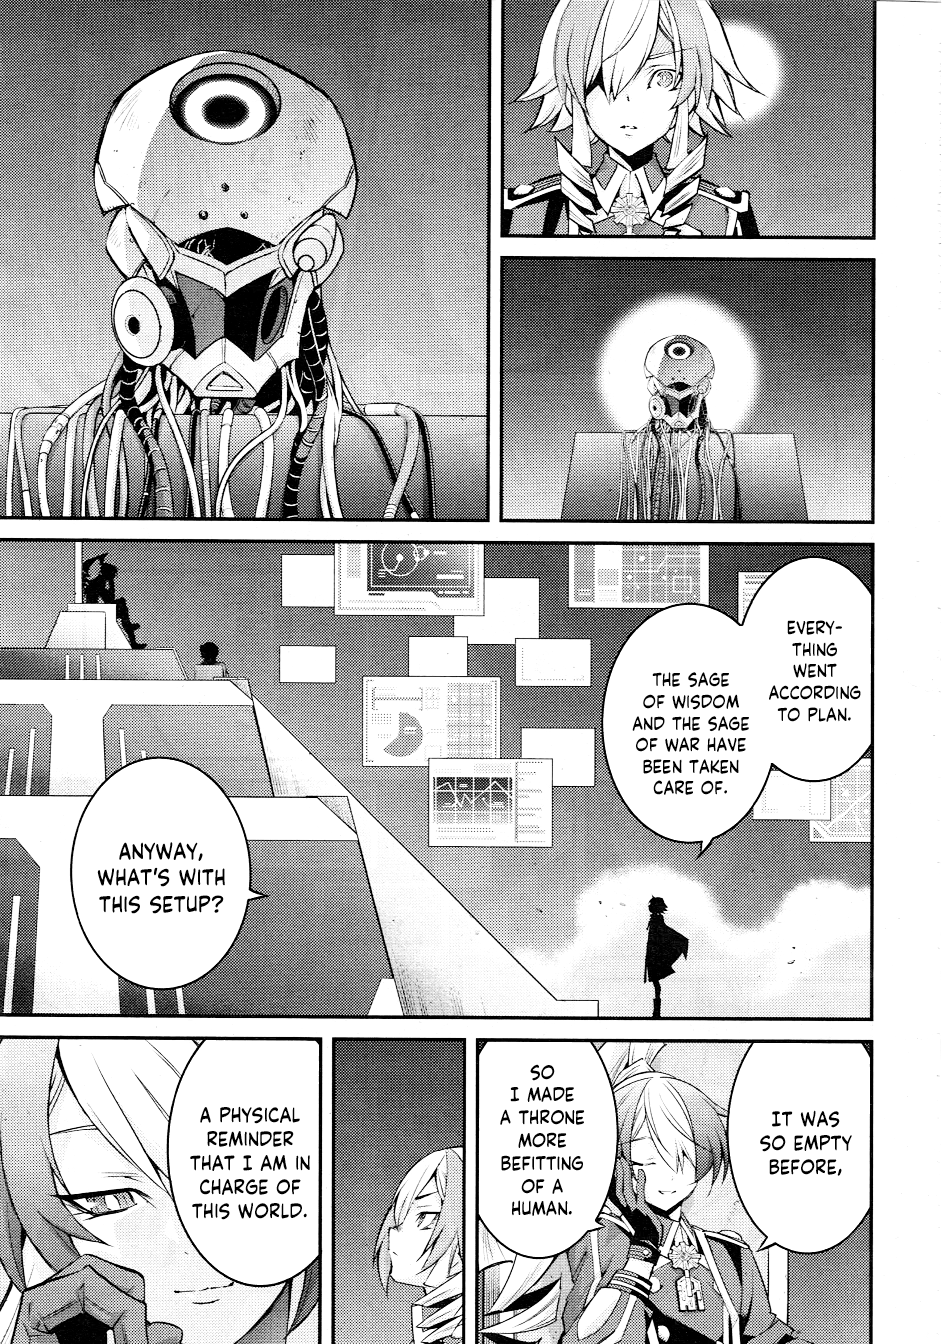 EVERY-
THING
WENT
ACCORDING
TO PLAN.
THE SAGE
OF WISDOM
AND THE SAGE
OF WAR HAVE
BEEN TAKEN
CARE OF.
ANYWAY,
WHAT'S WITH
THIS SETUP?
IT WAS
SO EMPTY
BEFORE,
SO
I MADE
A THRONE
MORE
BEFITTING
OF A
HUMAN.
A PHYSICAL
REMINDER
THAT I AM IN
CHARGE OF
THIS WORLD.